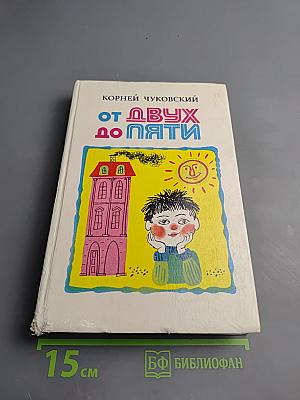 КОРНЕЙ ЧУКОВСКИЙ
ОТ ДВУХ
ДО ПЯТИ
15 см
БФ БИБЛИОФАН